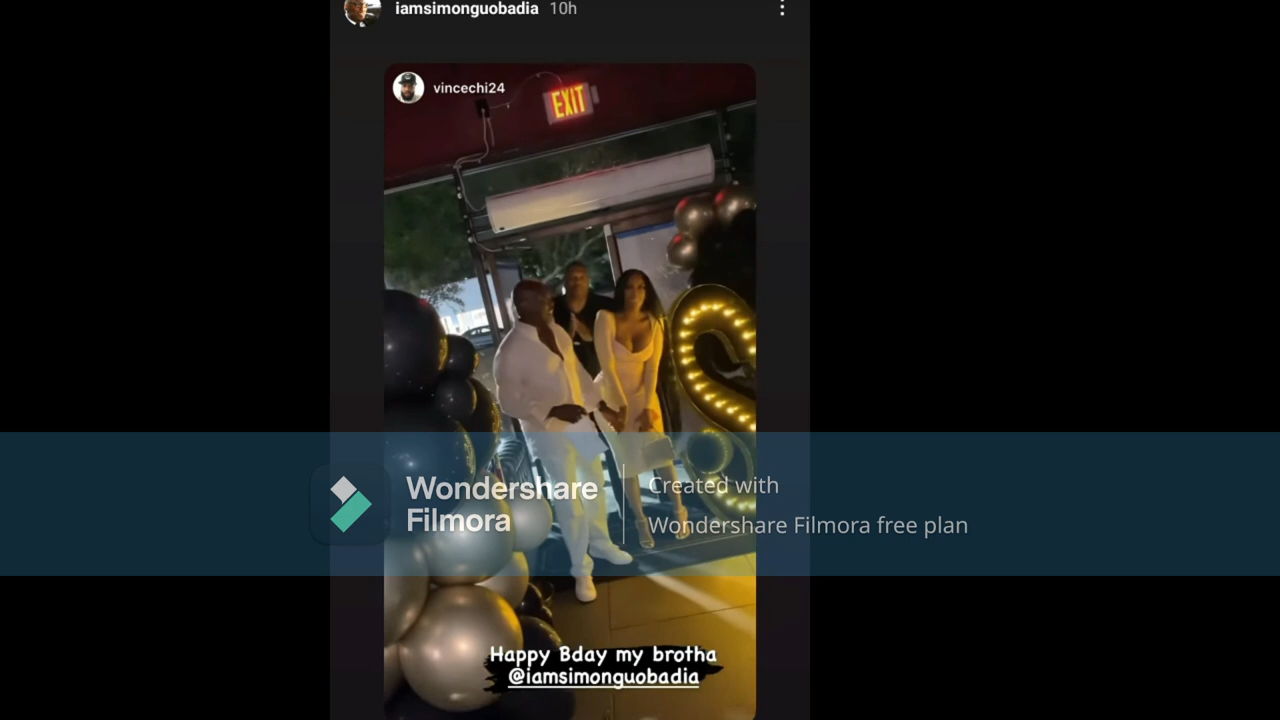 iamsimonguobadia 10h
vincechi24
EXIT
Wondershare
Filmora
Created with
Wondershare Filmora free plan
Happy Bday my brotha
@iamsimonguobadia